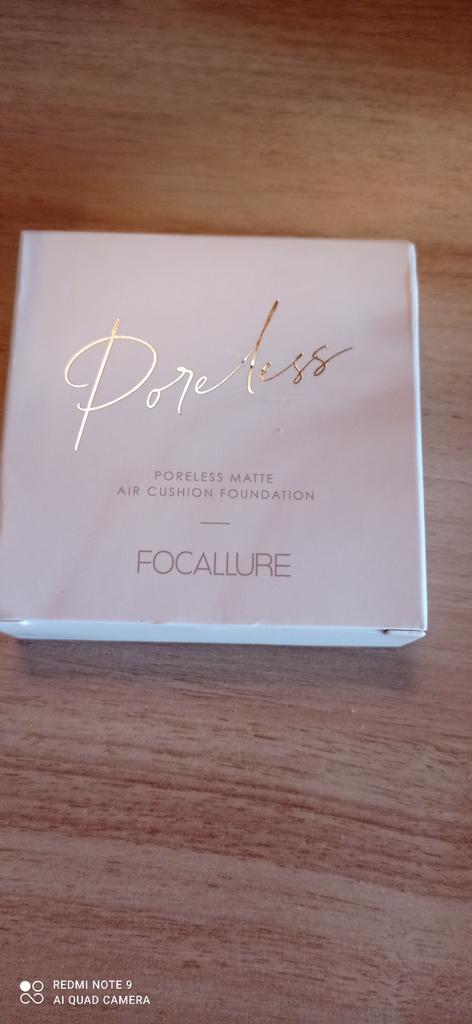 Poreless
PORELESS MATTE
AIR CUSHION FOUNDATION
FOCALLURE
REDMI NOTE 9
AI QUAD CAMERA